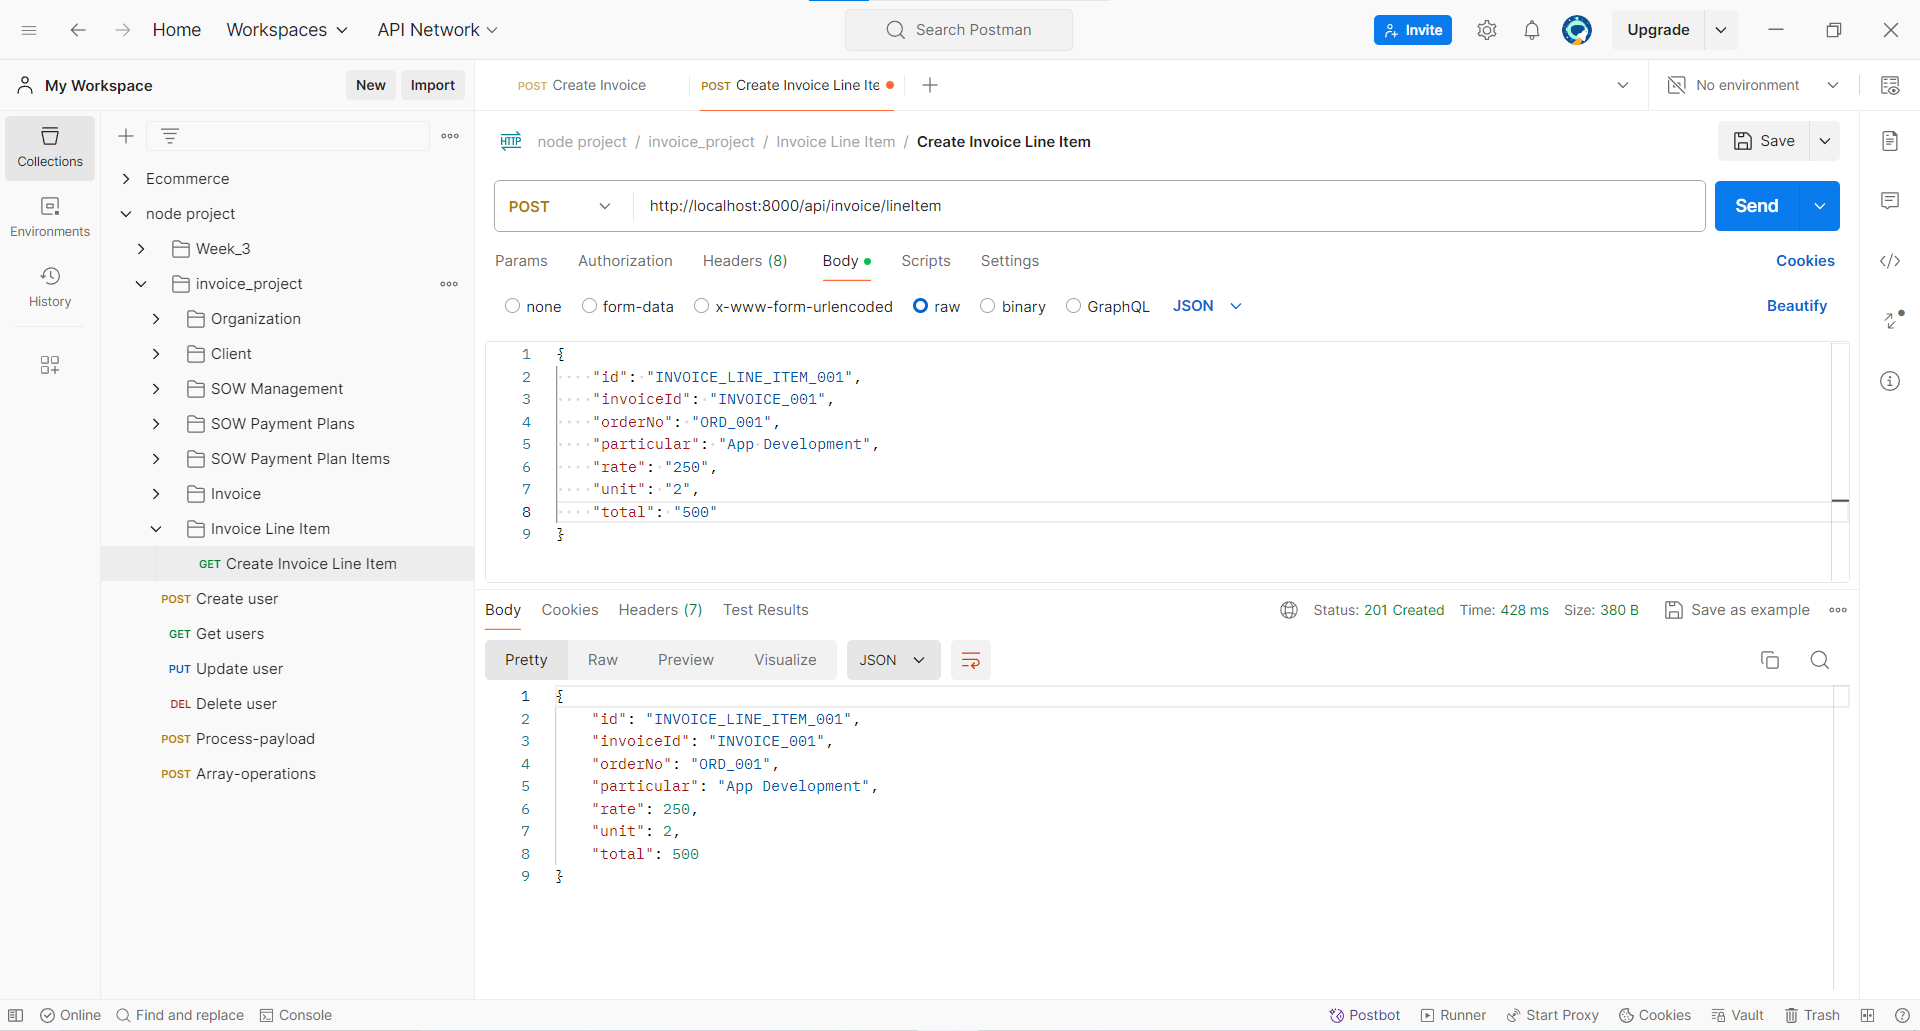 Home Workspaces API Network Search Postman Invite Upgrade
My Workspace New Import POST Create Invoice POST Create Invoice Line Ite No environment
Collections
Environments
History
Ecommerce
node project
Week_3
invoice_project
Organization
Client
SOW Management
SOW Payment Plans
SOW Payment Plan Items
Invoice
Invoice Line Item
GET Create Invoice Line Item
POST Create user
GET Get users
PUT Update user
DEL Delete user
POST Process-payload
POST Array-operations
HTTP node project / invoice_project / Invoice Line Item / Create Invoice Line Item Save
POST http://localhost:8000/api/invoice/lineItem Send
Params Authorization Headers (8) Body Scripts Settings Cookies
none form-data x-www-form-urlencoded raw binary GraphQL JSON Beautify
1 {
2 "id": "INVOICE_LINE_ITEM_001",
3 "invoiceId": "INVOICE_001",
4 "orderNo": "ORD_001",
5 "particular": "App Development",
6 "rate": "250",
7 "unit": "2",
8 "total": "500"
9 }
Body Cookies Headers (7) Test Results Status: 201 Created Time: 428 ms Size: 380 B Save as example
Pretty Raw Preview Visualize JSON
1 {
2 "id": "INVOICE_LINE_ITEM_001",
3 "invoiceId": "INVOICE_001",
4 "orderNo": "ORD_001",
5 "particular": "App Development",
6 "rate": 250,
7 "unit": 2,
8 "total": 500
9 }
Online Find and replace Console Postbot Runner Start Proxy Cookies Vault Trash